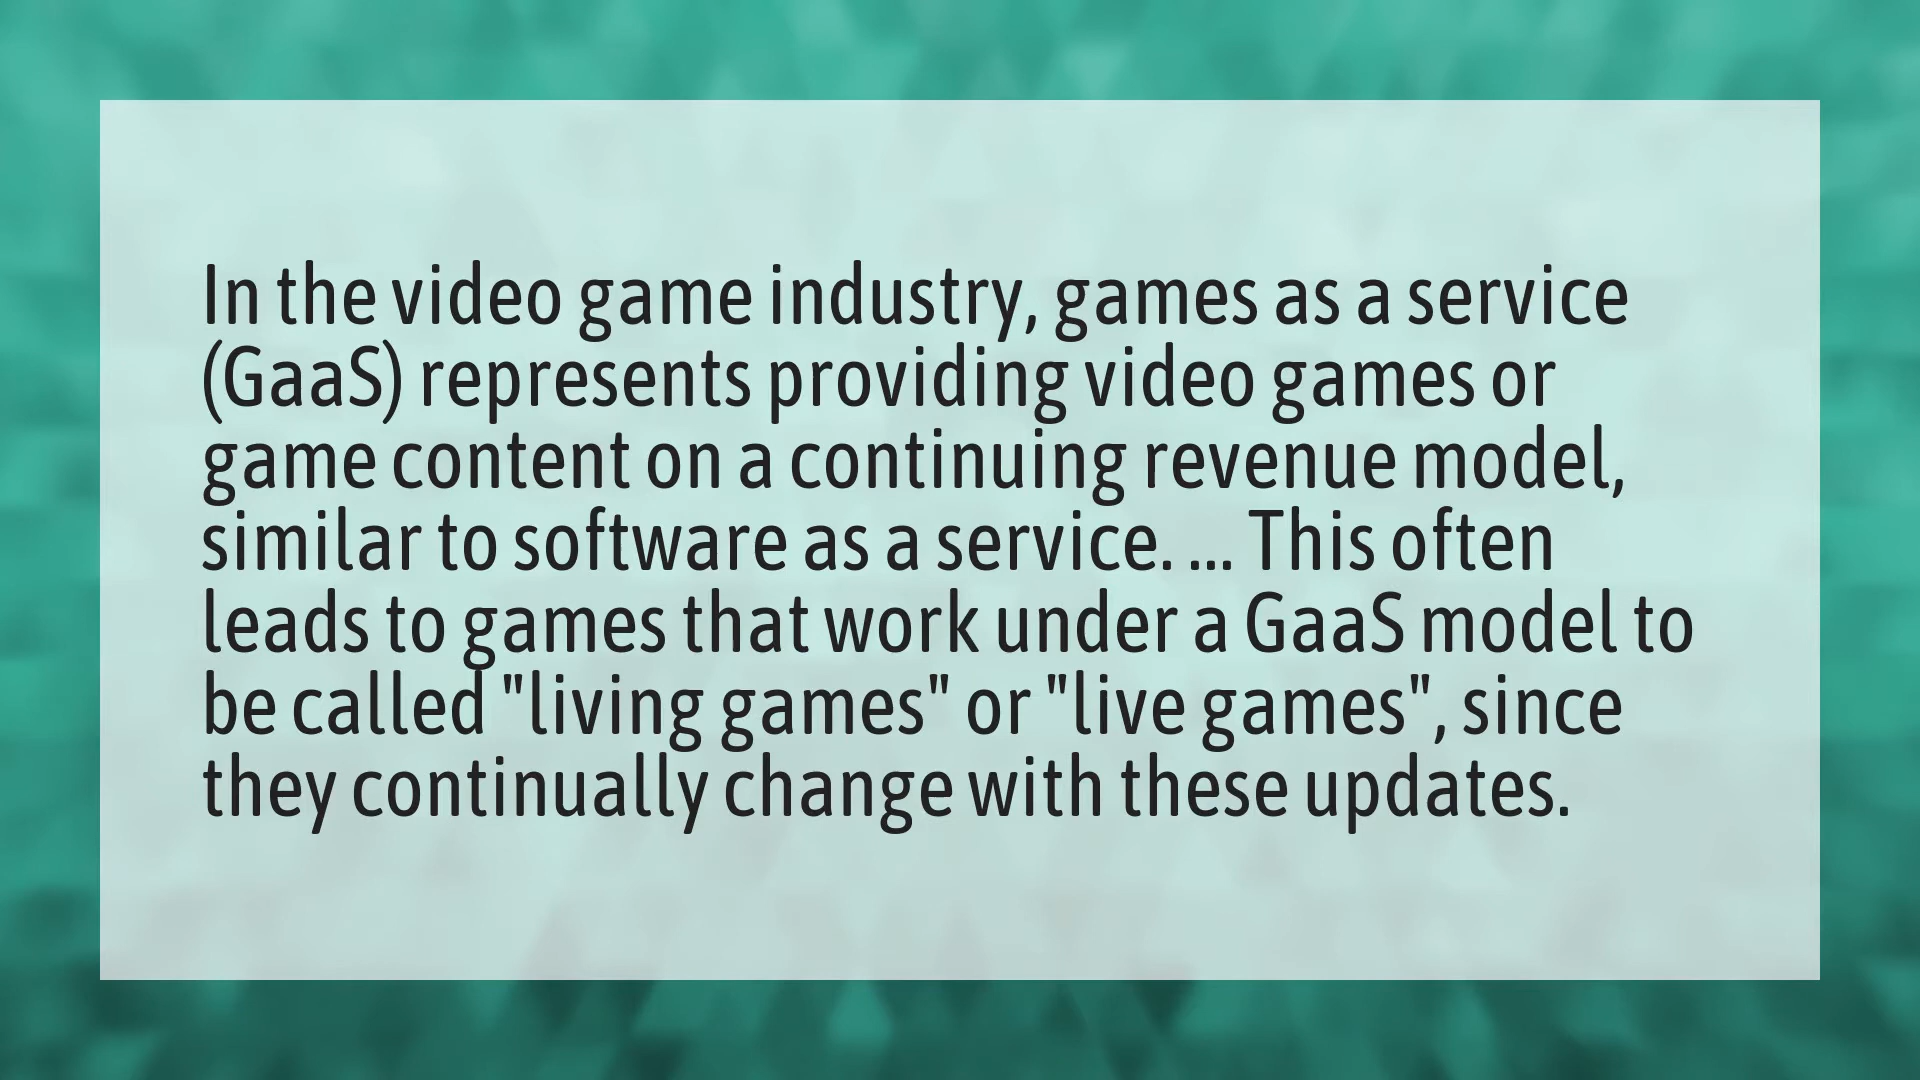 In the video game industry, games as a service
(GaaS) represents providing video games or
game content on a continuing revenue model,
similar to software as a service. ... This often
leads to games that work under a GaaS model to
be called "living games" or "live games", since
they continually change with these updates.